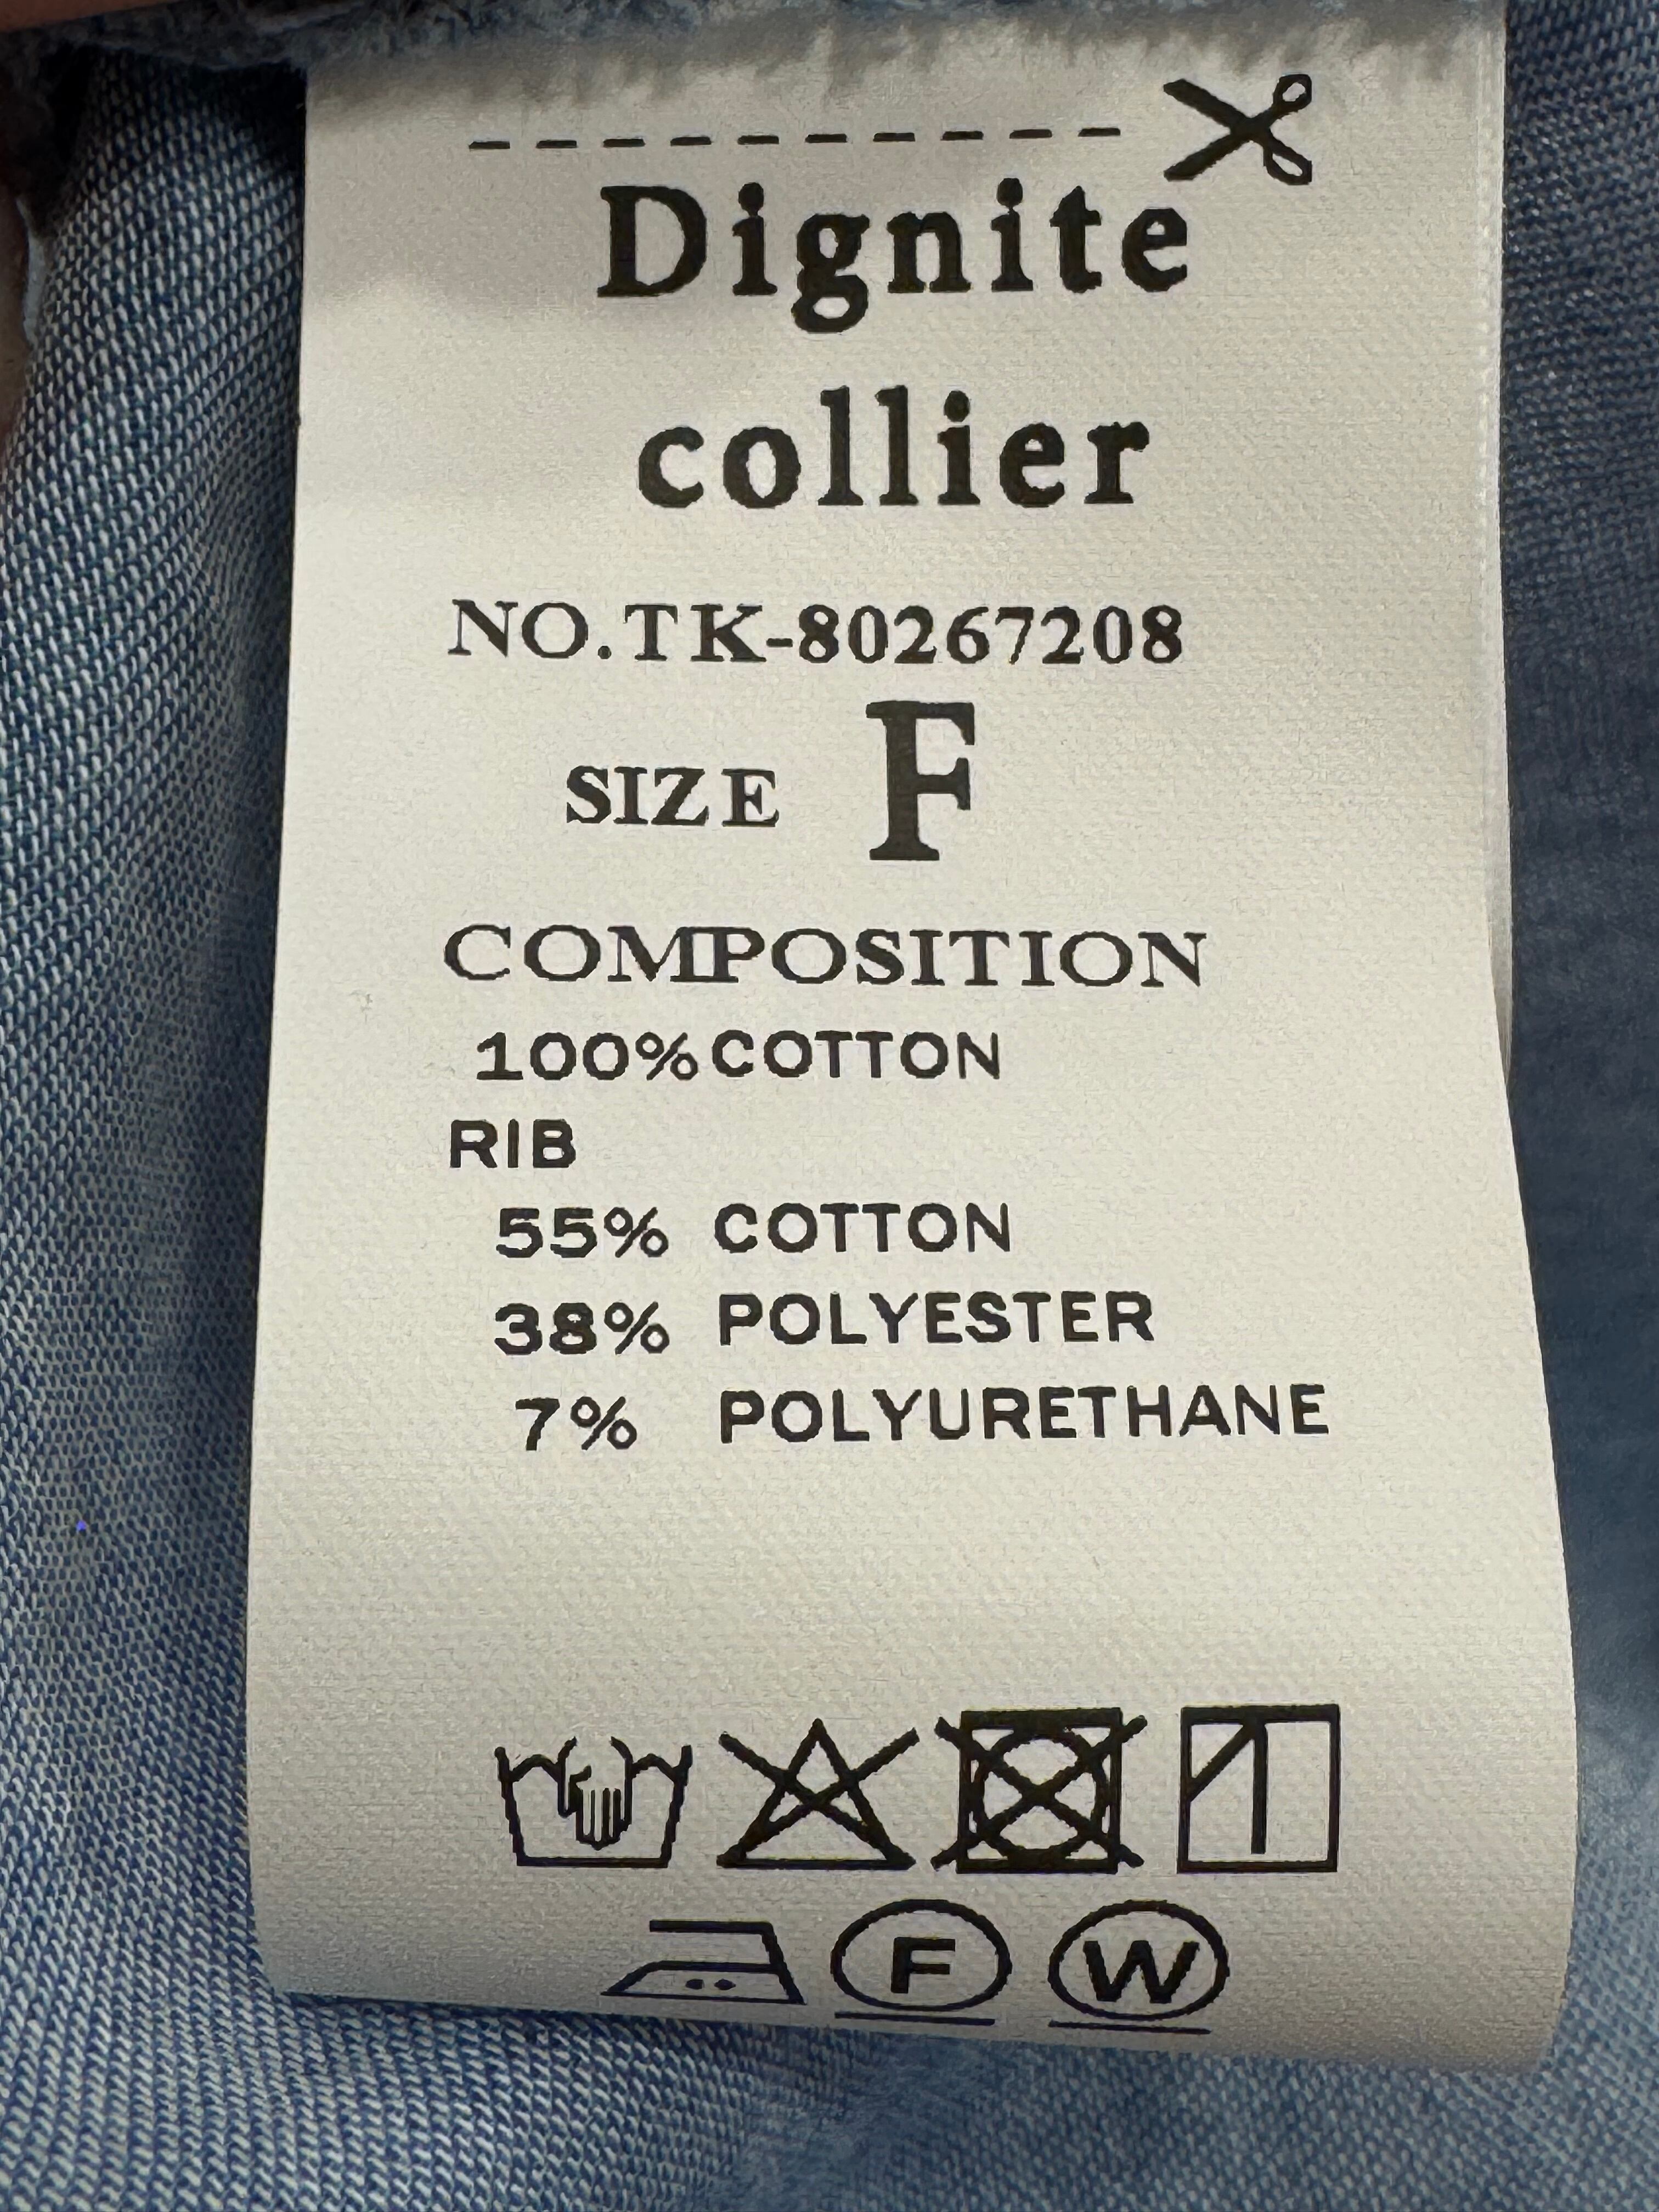 Dignite
collier
NO.TK-80267208
SIZE F
COMPOSITION
100%COTTON
RIB
55% COTTON
38% POLYESTER
7% POLYURETHANE
F W